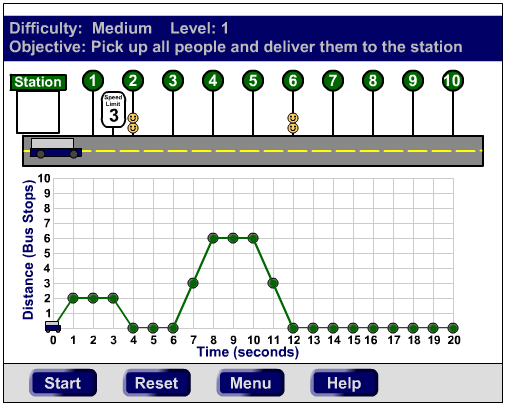 Difficulty: Medium Level: 1
Objective: Pick up all people and deliver them to the station
Station 1 2 3 4 5 6 7 8 9 10
Speed
Limit
3
Distance (Bus Stops)
10
9
8
7
6
5
4
3
2
1
0 1 2 3 4 5 6 7 8 9 10 11 12 13 14 15 16 17 18 19 20
Time (seconds)
Start Reset Menu Help